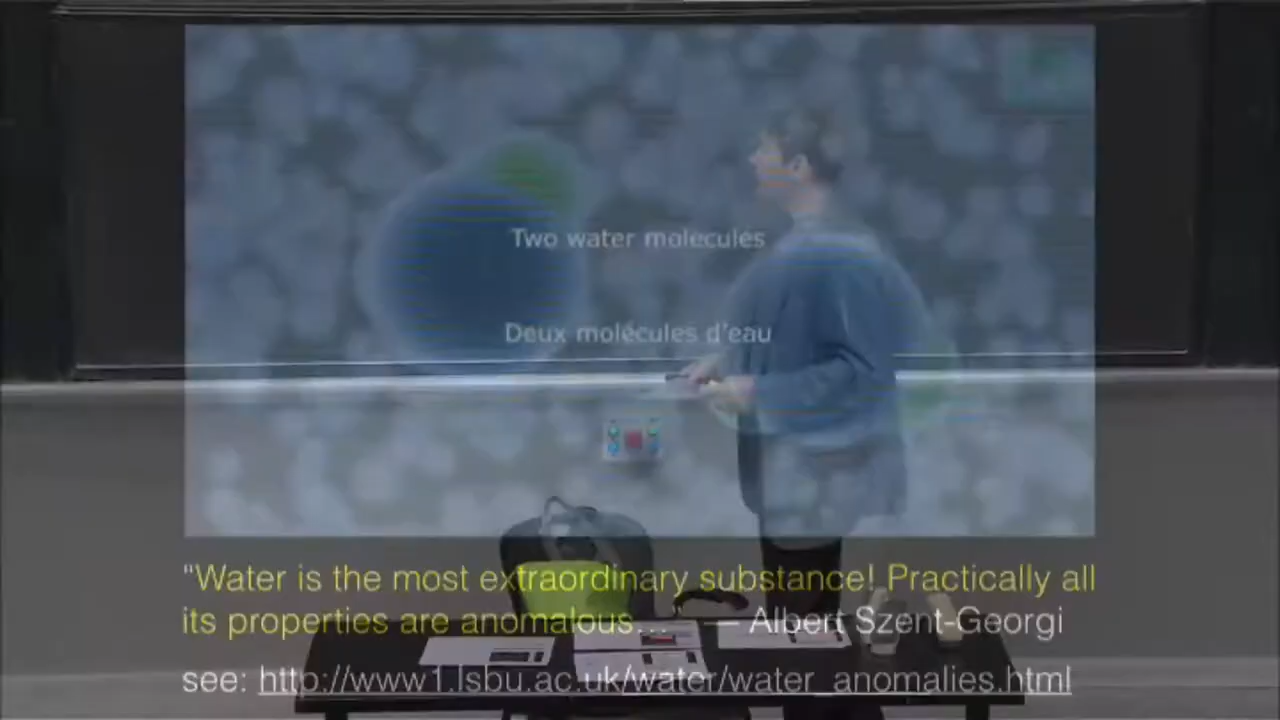 Two water molecules
Deux molécules d'eau
"Water is the most extraordinary substance! Practically all
its properties are anomalous... – Albert Szent-Georgi
see: http://www1.lsbu.ac.uk/water/water_anomalies.html